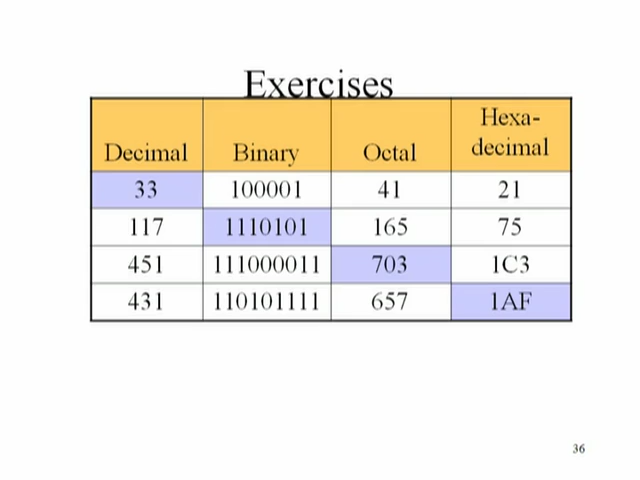 Exercises
Hexa-
Decimal Binary Octal decimal
33 100001 41 21
117 1110101 165 75
451 111000011 703 1C3
431 110101111 657 1AF
36